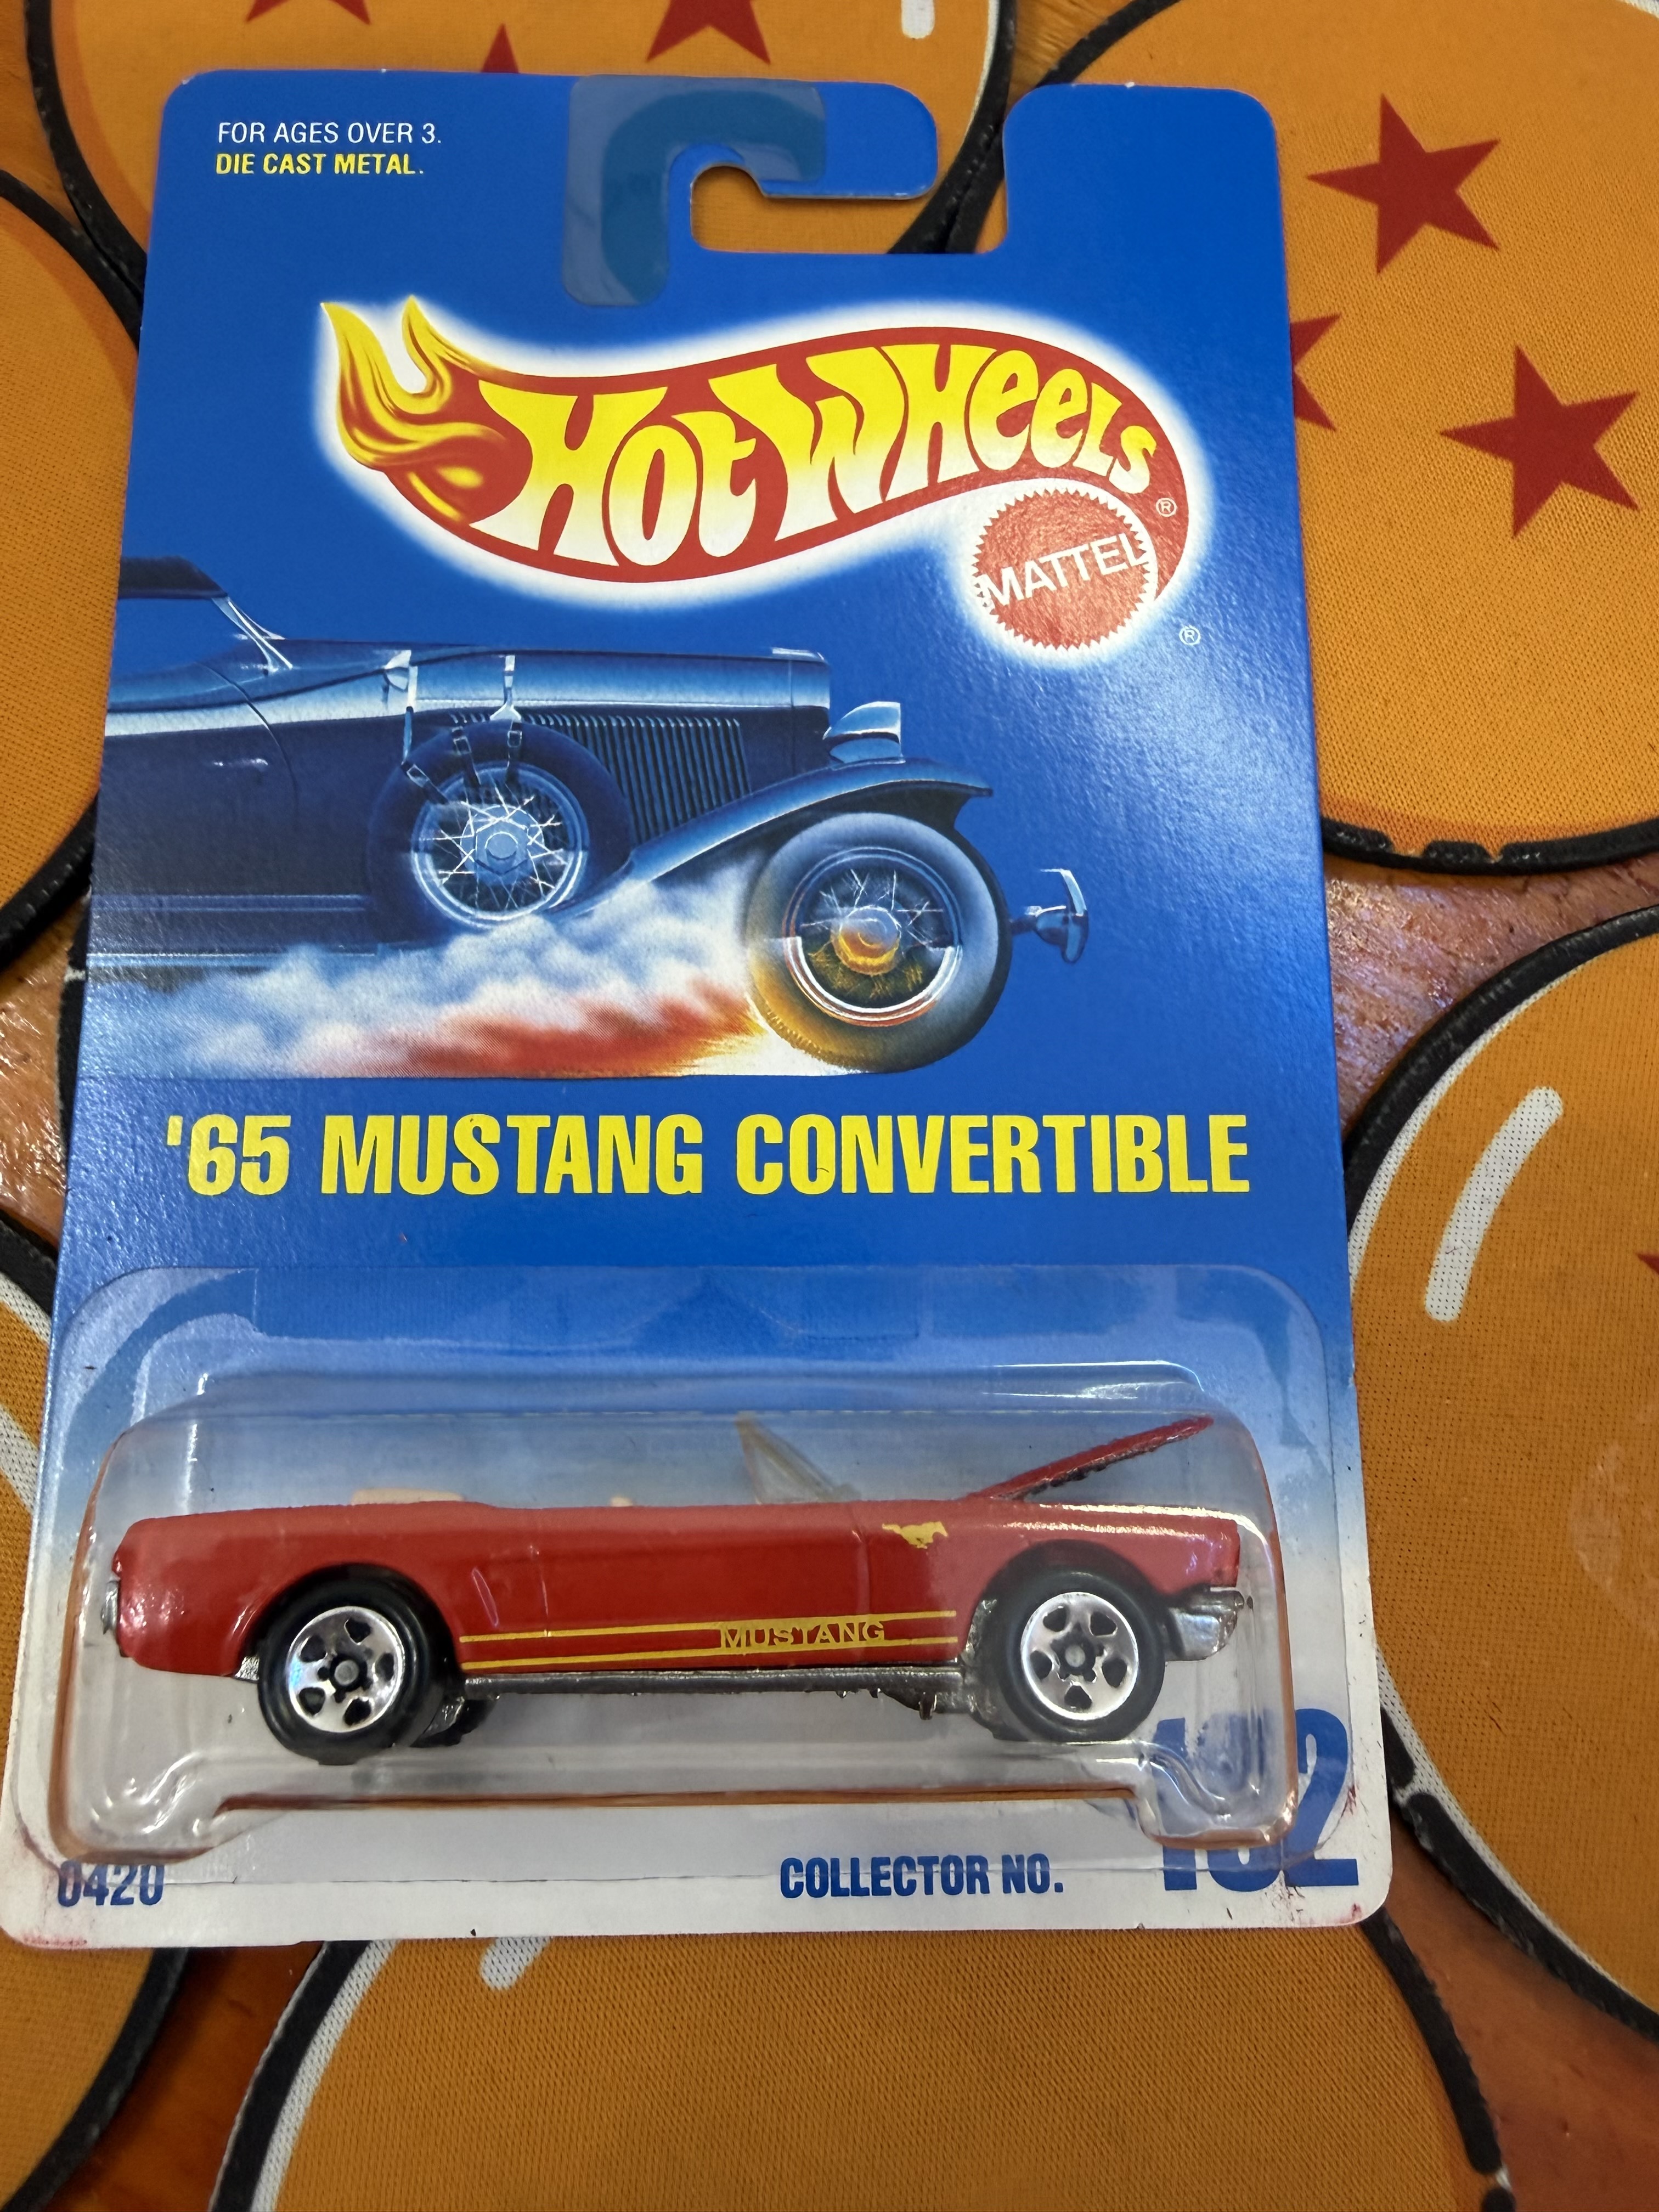 FOR AGES OVER 3.
DIE CAST METAL.
HOT WHEELS®
MATTEL
®
'65 MUSTANG CONVERTIBLE
MUSTANG
0420
COLLECTOR NO.